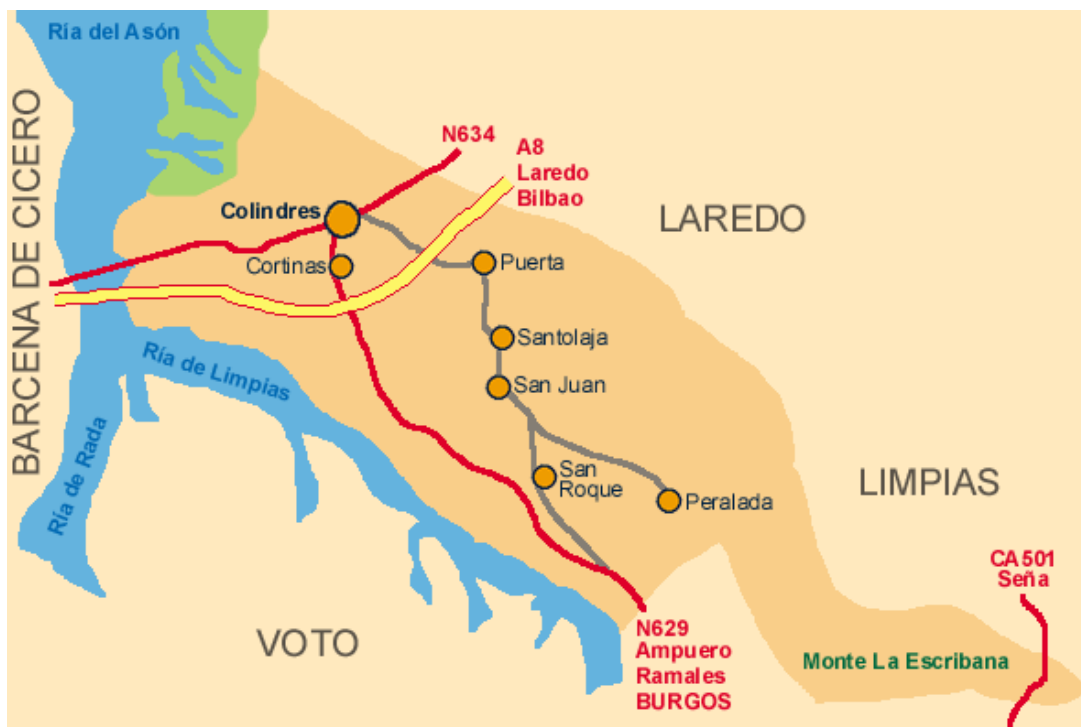 Ría del Asón
BARCENA DE CICERO
N634
A8
Laredo
Bilbao
Colindres
LAREDO
Cortinas
Puerta
Santolaja
Ría de Limpias
San Juan
Ría de Rada
San
Roque
Peralada
LIMPIAS
CA501
Seña
VOTO
N629
Ampuero
Ramales
BURGOS
Monte La Escribana